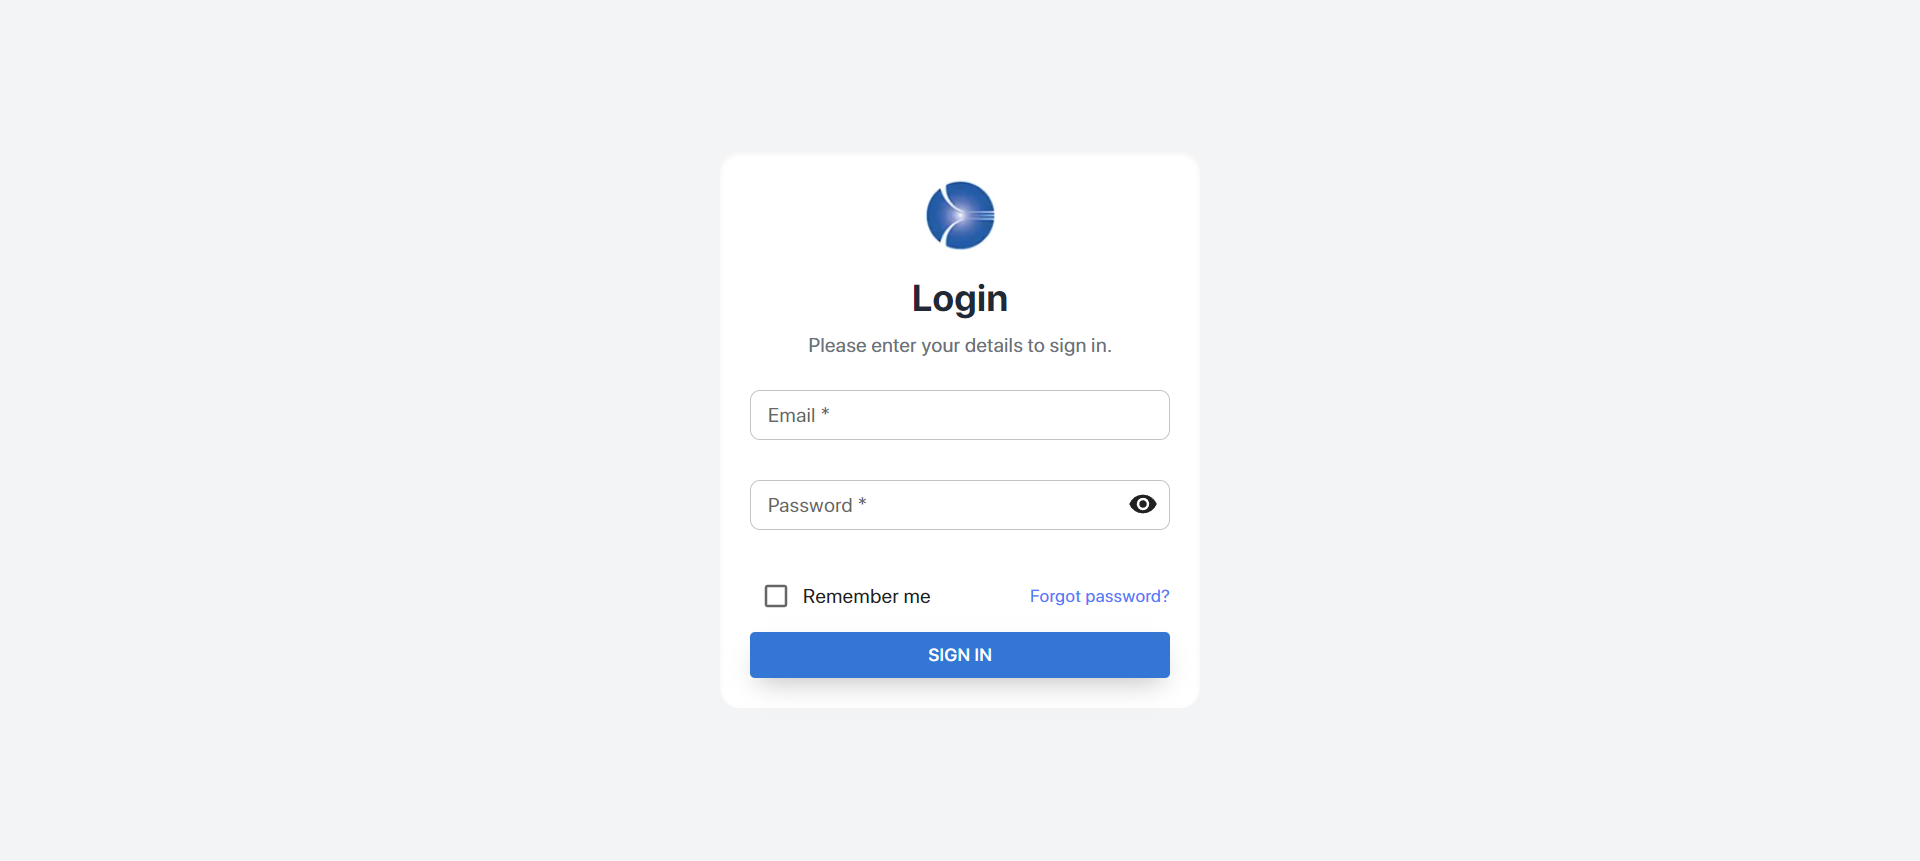 Login
Please enter your details to sign in.
Email *
Password *
Remember me
Forgot password?
SIGN IN